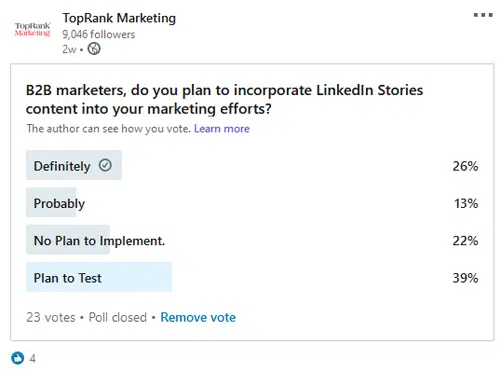 TopRank
Marketing
TopRank Marketing
9,046 followers
2w •
B2B marketers, do you plan to incorporate LinkedIn Stories
content into your marketing efforts?
The author can see how you vote. Learn more
Definitely 26%
Probably 13%
No Plan to Implement. 22%
Plan to Test 39%
23 votes • Poll closed • Remove vote
4